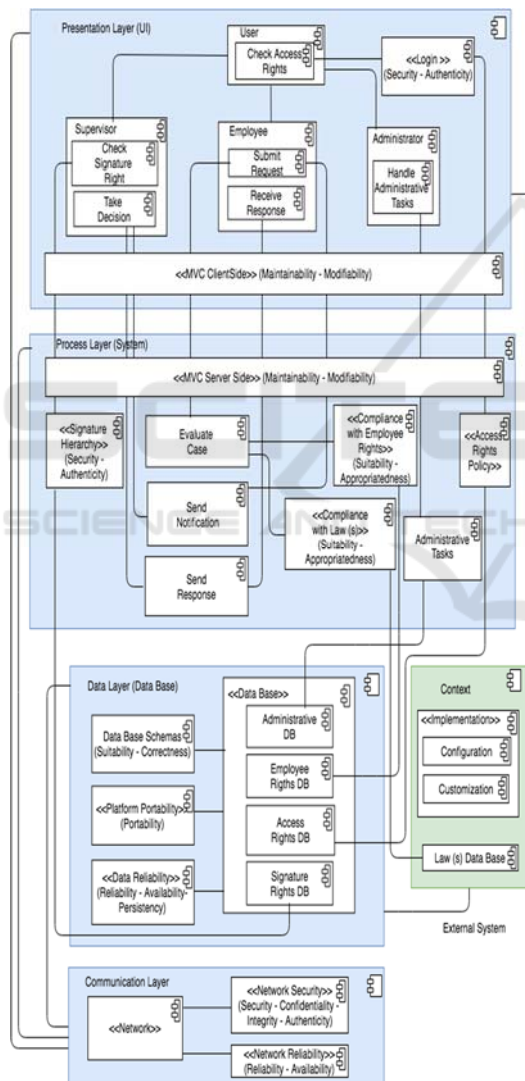 Presentation Layer (UI)
User
Check Access
Rights
<<Login >>
(Security - Authenticity)
Supervisor
Check
Signature
Right
Take
Decision
Employee
Submit
Request
Receive
Response
Administrator
Handle
Administrative
Tasks
<<MVC ClientSide>> (Maintainability - Modifiability)
Process Layer (System)
<<MVC Server Side>> (Maintainability - Modifiability)
<<Signature
Hierarchy>>
(Security -
Authenticity)
Evaluate
Case
<<Compliance
with Employee
Rights>>
(Suitability -
Appropriatedness)
<<Access
Rights
Policy>>
Send
Notification
<<Compliance
with Law (s)>>
(Suitability -
Appropriatedness)
Administrative
Tasks
Send
Response
SCIENCE AND TECH
Data Layer (Data Base)
Data Base Schemas
(Suitability - Correctness)
<<Platform Portability>>
(Portability)
<<Data Reliability>>
(Reliability - Availability-
Persistency)
<<Data Base>>
Administrative
DB
Employee
Rigths DB
Access
Rights DB
Signature
Rights DB
Context
<<Implementation>>
Configuration
Customization
Law (s) Data Base
External System
Communication Layer
<<Network>>
<<Network Security>>
(Security - Confidentiality -
Integrity - Authenticity)
<<Network Reliability>>
(Reliability - Availability)